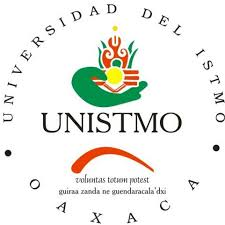 UNIVERSIDAD DEL ISTMO
UNISTMO
voluntas totum potest
guiraa zanda ne guendaracala'dxi
OAXACA